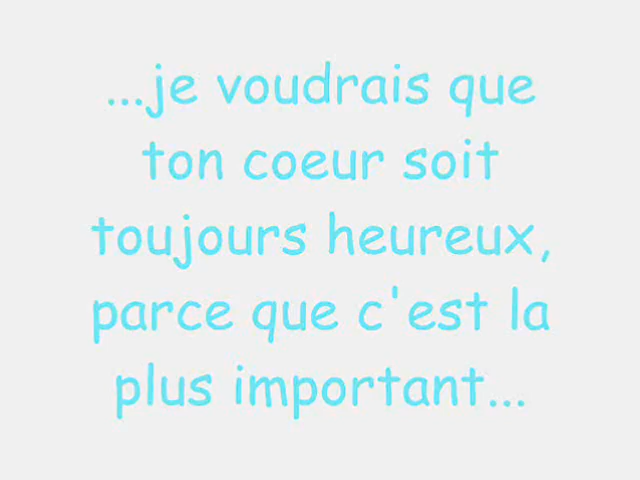 ...je voudrais que
ton coeur soit
toujours heureux,
parce que c'est la
plus important...